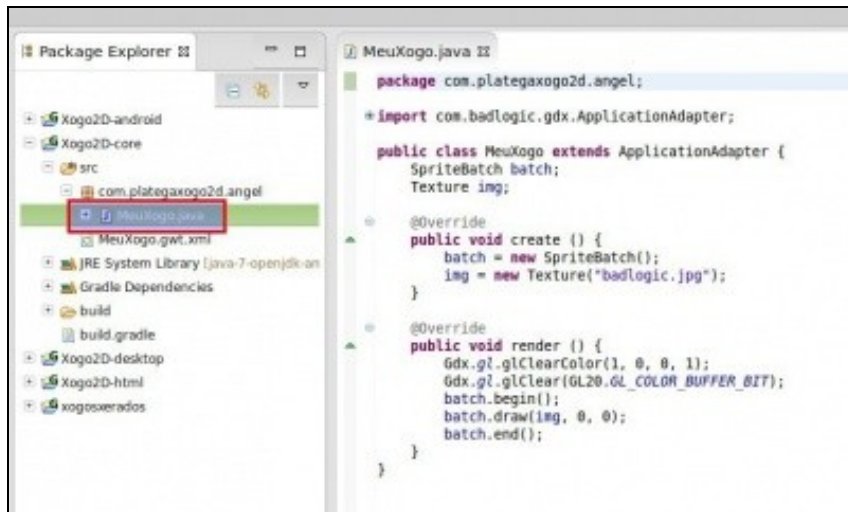 Package Explorer
Xogo2D-android
Xogo2D-core
src
com.plategaxogo2d.angel
MeuXogo.java
MeuXogo.gwt.xml
JRE System Library [java-7-openjdk-an
Gradle Dependencies
build
build.gradle
Xogo2D-desktop
Xogo2D-html
xogosxerados
MeuXogo.java
package com.plategaxogo2d.angel;
import com.badlogic.gdx.ApplicationAdapter;
public class MeuXogo extends ApplicationAdapter {
SpriteBatch batch;
Texture img;
@Override
public void create () {
batch = new SpriteBatch();
img = new Texture("badlogic.jpg");
}
@Override
public void render () {
Gdx.gl.glClearColor(1, 0, 0, 1);
Gdx.gl.glClear(GL20.GL_COLOR_BUFFER_BIT);
batch.begin();
batch.draw(img, 0, 0);
batch.end();
}
}